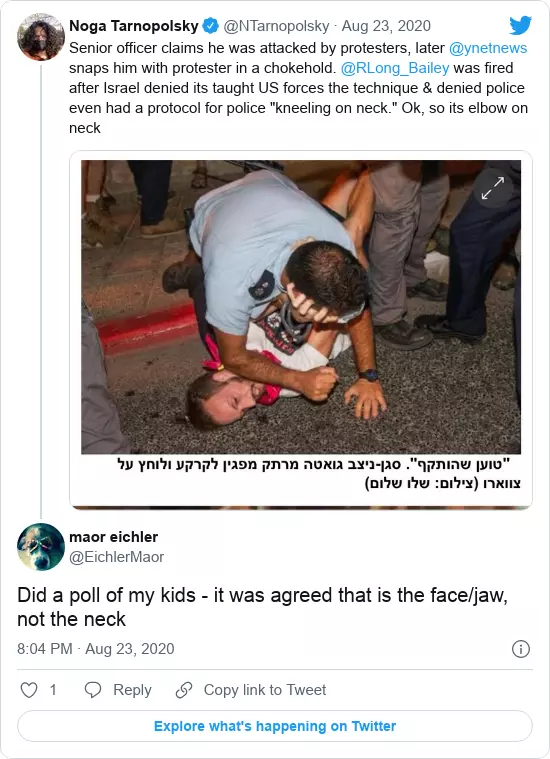 Noga Tarnopolsky @NTarnopolsky · Aug 23, 2020
Senior officer claims he was attacked by protesters, later @ynetnews
snaps him with protester in a chokehold. @RLong_Bailey was fired
after Israel denied its taught US forces the technique & denied police
even had a protocol for police "kneeling on neck." Ok, so its elbow on
neck
"טוען שהותקף". סגן-ניצב גואטה מרתק מפגין לקרקע ולוחץ על
צווארו (צילום: שלו שלום)
maor eichler
@EichlerMaor
Did a poll of my kids - it was agreed that is the face/jaw,
not the neck
8:04 PM · Aug 23, 2020
1 Reply Copy link to Tweet
Explore what's happening on Twitter